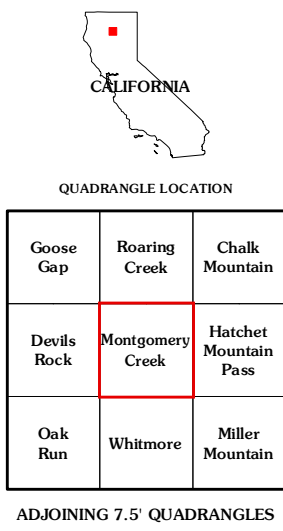 CALIFORNIA
QUADRANGLE LOCATION
Goose
Gap
Roaring
Creek
Chalk
Mountain
Devils
Rock
Montgomery
Creek
Hatchet
Mountain
Pass
Oak
Run
Whitmore
Miller
Mountain
ADJOINING 7.5' QUADRANGLES